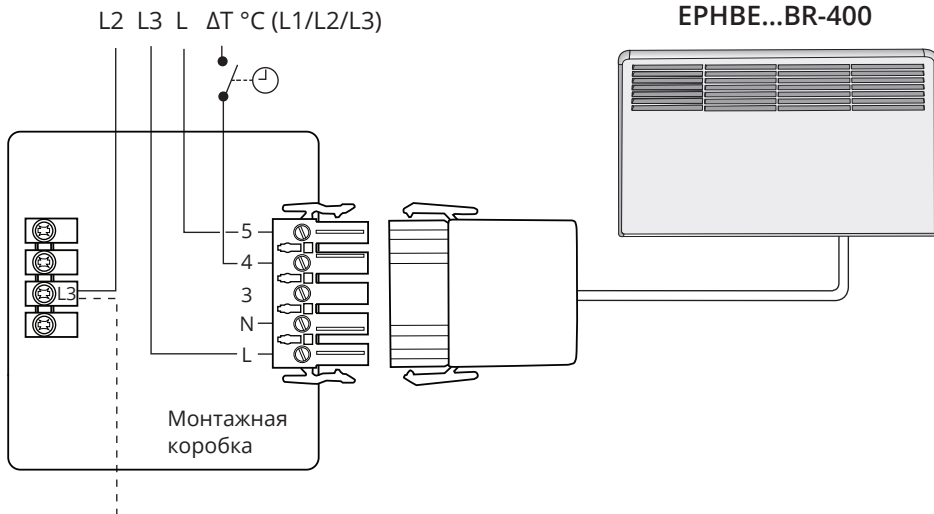 L2 L3 L ΔT °C (L1/L2/L3)
EPHBE...BR-400
5
4
L3
3
N
L
Монтажная
коробка